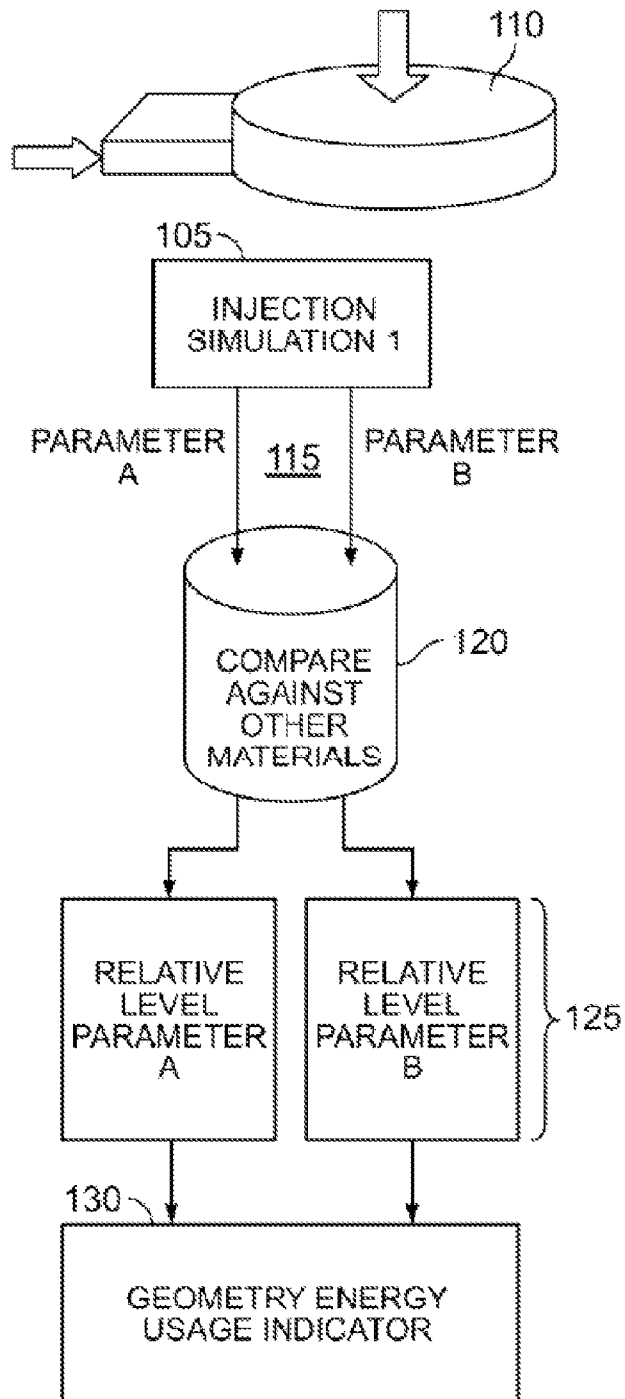 110
105
INJECTION
SIMULATION 1
PARAMETER
A
115
PARAMETER
B
COMPARE
AGAINST
OTHER
MATERIALS
120
RELATIVE
LEVEL
PARAMETER
A
RELATIVE
LEVEL
PARAMETER
B
125
130
GEOMETRY ENERGY
USAGE INDICATOR